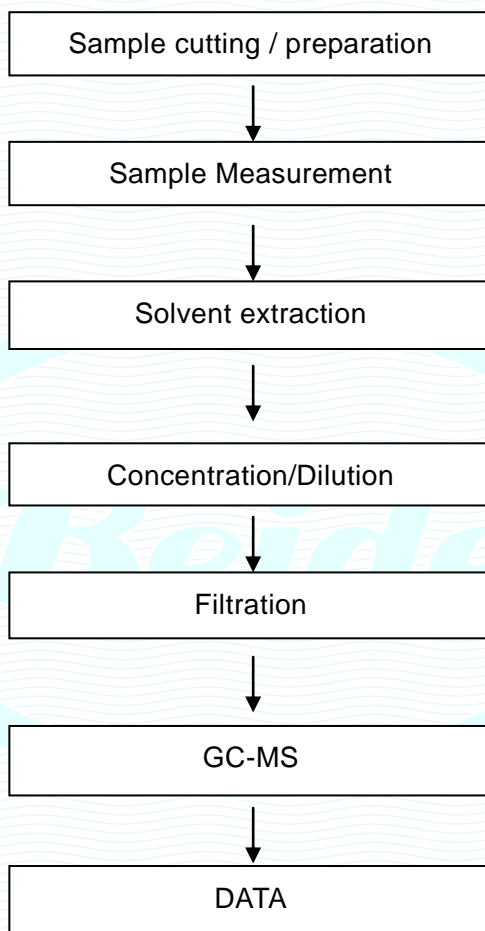 Sample cutting / preparation
Sample Measurement
Solvent extraction
Concentration/Dilution
Filtration
GC-MS
DATA